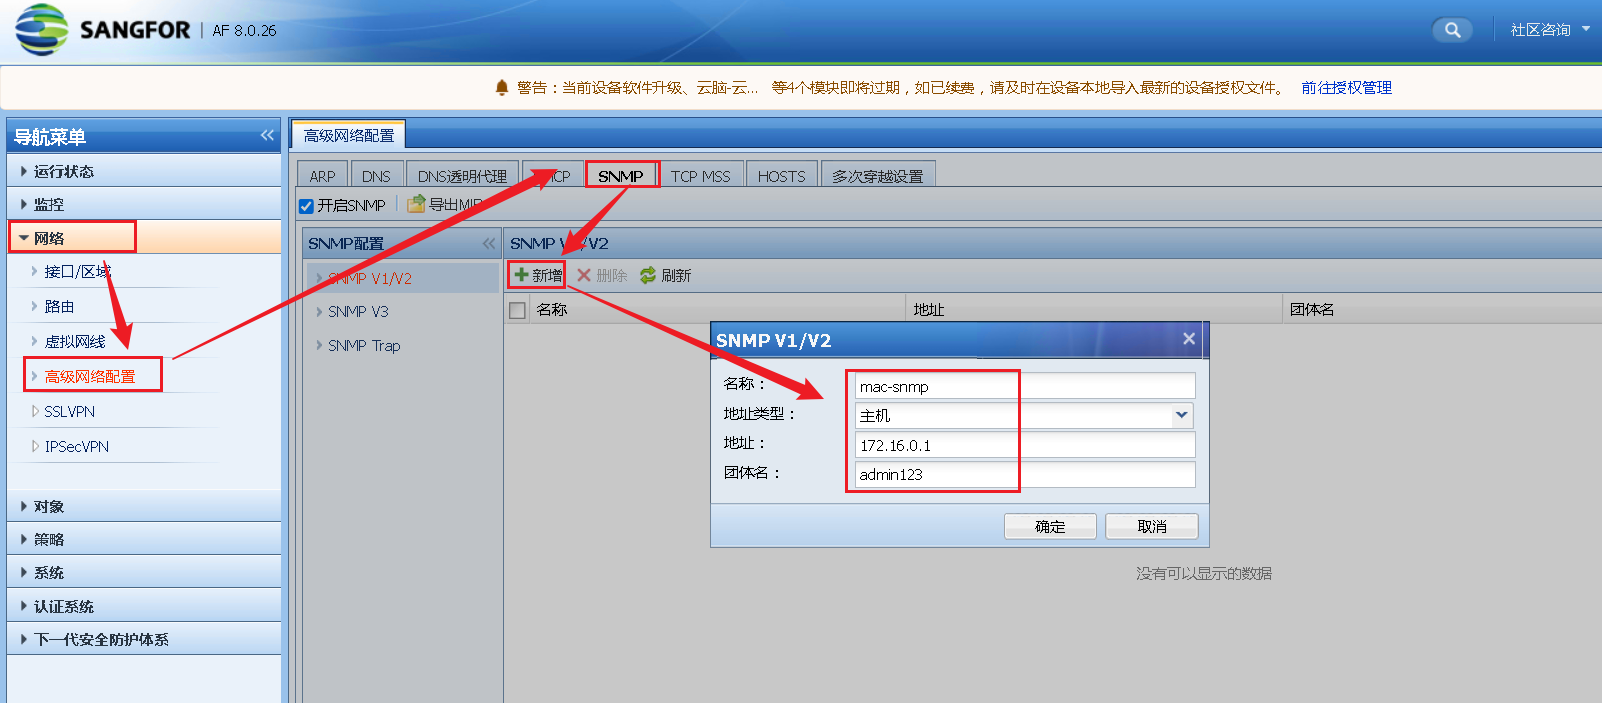 SANGFOR | AF 8.0.26
社区咨询
警告：当前设备软件升级、云脑-云... 等4个模块即将过期，如已续费，请及时在设备本地导入最新的设备授权文件。 前往授权管理
导航菜单
运行状态
监控
网络
接口/区域
路由
虚拟网线
高级网络配置
SSLVPN
IPSecVPN
对象
策略
系统
认证系统
下一代安全防护体系
高级网络配置
ARP DNS DNS透明代理 SNMP TCP MSS HOSTS 多次穿越设置
开启SNMP 导出MIB
SNMP配置
SNMP V1/V2
SNMP V3
SNMP Trap
SNMP V1/V2
新增 删除 刷新
名称 地址 团体名
SNMP V1/V2
名称： mac-snmp
地址类型： 主机
地址： 172.16.0.1
团体名： admin123
确定 取消
没有可以显示的数据